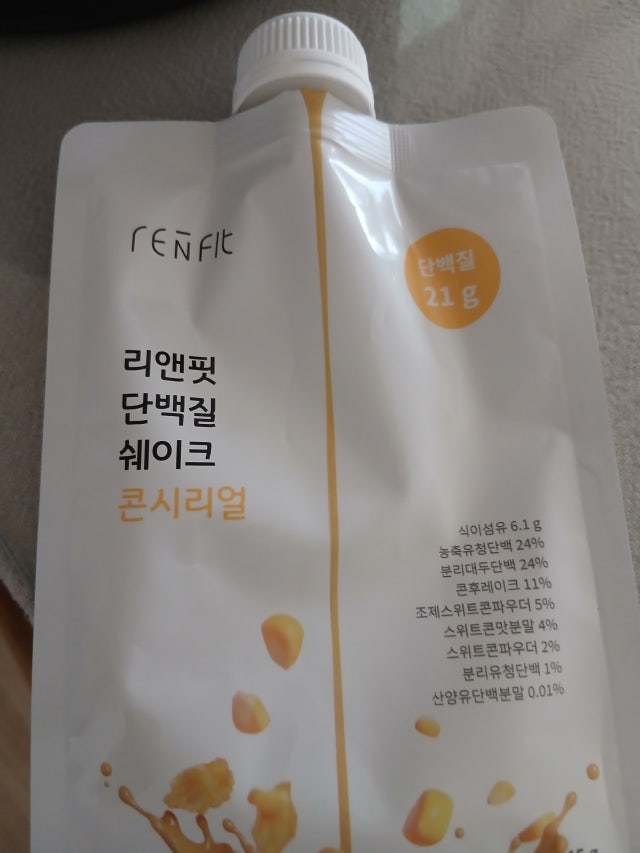 RENFIT
단백질
21 g
리앤핏
단백질
쉐이크
콘시리얼
식이섬유 6.1 g
농축유청단백 24%
분리대두단백 24%
콘후레이크 11%
조제스위트콘파우더 5%
스위트콘맛분말 4%
스위트콘파우더 2%
분리유청단백 1%
산양유단백분말 0.01%